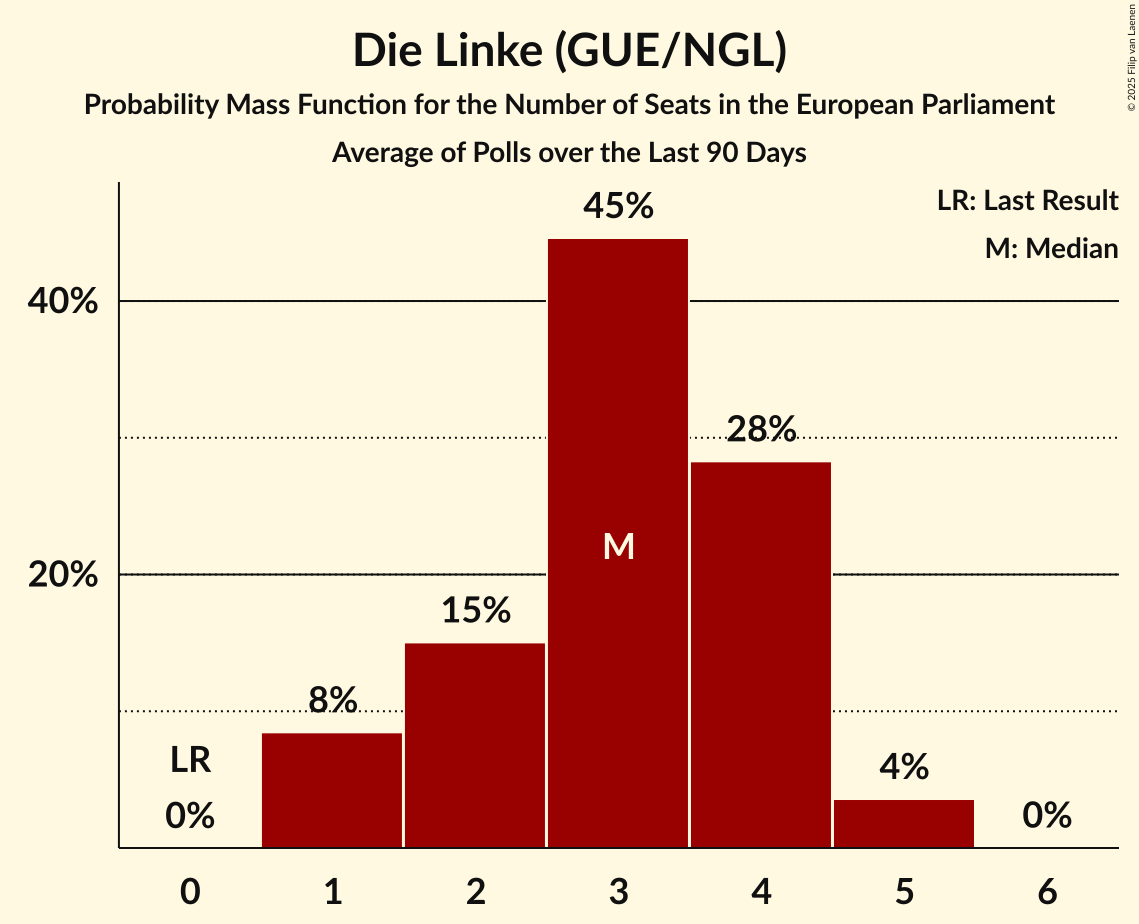 Die Linke (GUE/NGL)
Probability Mass Function for the Number of Seats in the European Parliament
Average of Polls over the Last 90 Days
© 2025 Filip van Laenen
LR: Last Result
M: Median
45%
40%
28%
M
20%
15%
8%
LR
4%
0%
0%
0 1 2 3 4 5 6